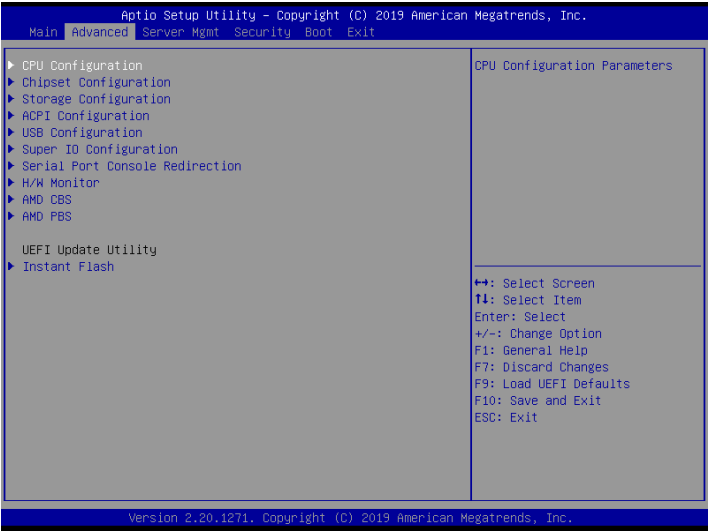 Aptio Setup Utility – Copyright (C) 2019 American Megatrends, Inc.
Main Advanced Server Mgmt Security Boot Exit
▶ CPU Configuration
▶ Chipset Configuration
▶ Storage Configuration
▶ ACPI Configuration
▶ USB Configuration
▶ Super IO Configuration
▶ Serial Port Console Redirection
▶ H/W Monitor
▶ AMD CBS
▶ AMD PBS
UEFI Update Utility
▶ Instant Flash
CPU Configuration Parameters
↔: Select Screen
↑↓: Select Item
Enter: Select
+/-: Change Option
F1: General Help
F7: Discard Changes
F9: Load UEFI Defaults
F10: Save and Exit
ESC: Exit
Version 2.20.1271. Copyright (C) 2019 American Megatrends, Inc.